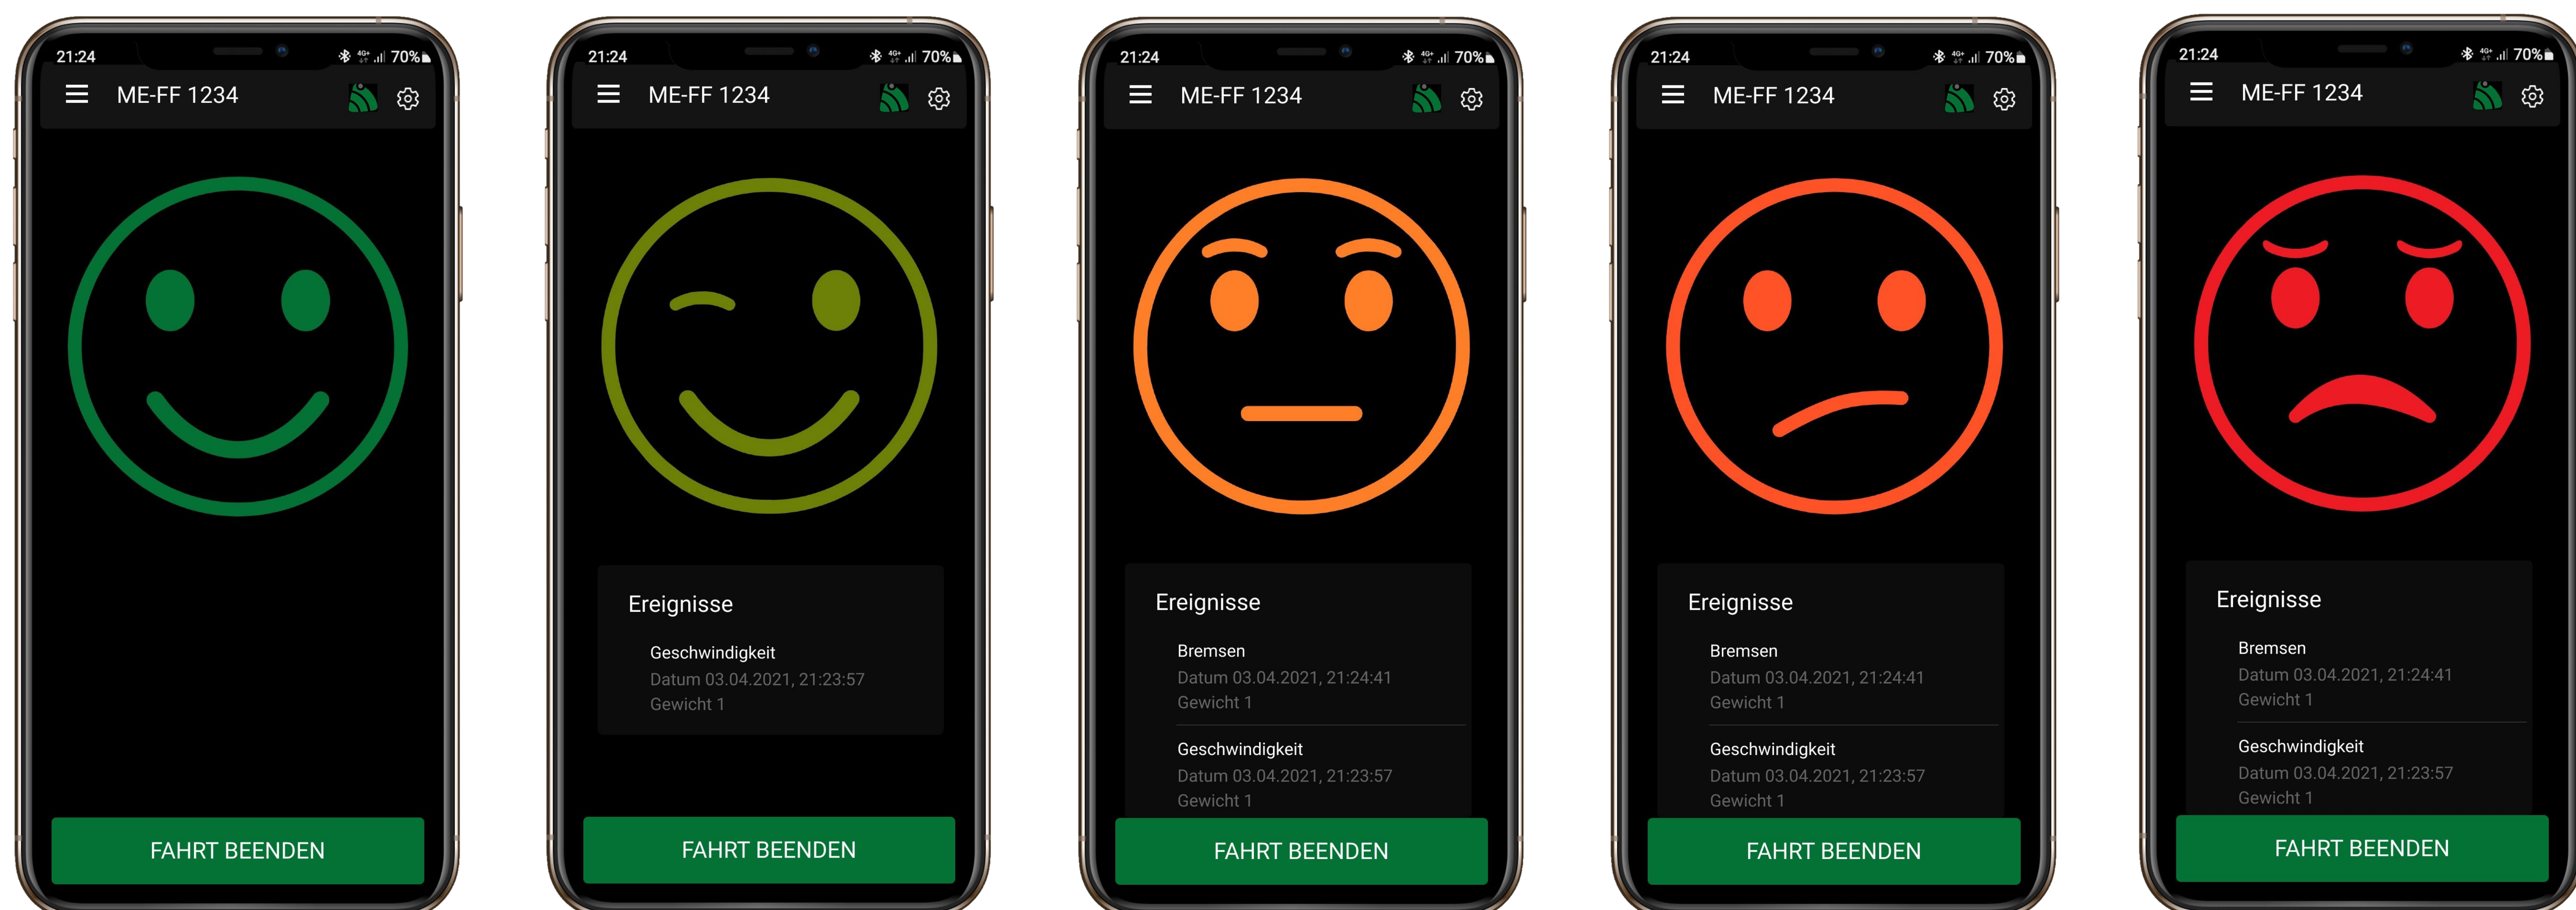 21:24 4G+ 70%
ME-FF 1234
FAHRT BEENDEN
21:24 4G+ 70%
ME-FF 1234
Ereignisse
Geschwindigkeit
Datum 03.04.2021, 21:23:57
Gewicht 1
FAHRT BEENDEN
21:24 4G+ 70%
ME-FF 1234
Ereignisse
Bremsen
Datum 03.04.2021, 21:24:41
Gewicht 1
Geschwindigkeit
Datum 03.04.2021, 21:23:57
Gewicht 1
FAHRT BEENDEN
21:24 4G+ 70%
ME-FF 1234
Ereignisse
Bremsen
Datum 03.04.2021, 21:24:41
Gewicht 1
Geschwindigkeit
Datum 03.04.2021, 21:23:57
Gewicht 1
FAHRT BEENDEN
21:24 4G+ 70%
ME-FF 1234
Ereignisse
Bremsen
Datum 03.04.2021, 21:24:41
Gewicht 1
Geschwindigkeit
Datum 03.04.2021, 21:23:57
Gewicht 1
FAHRT BEENDEN